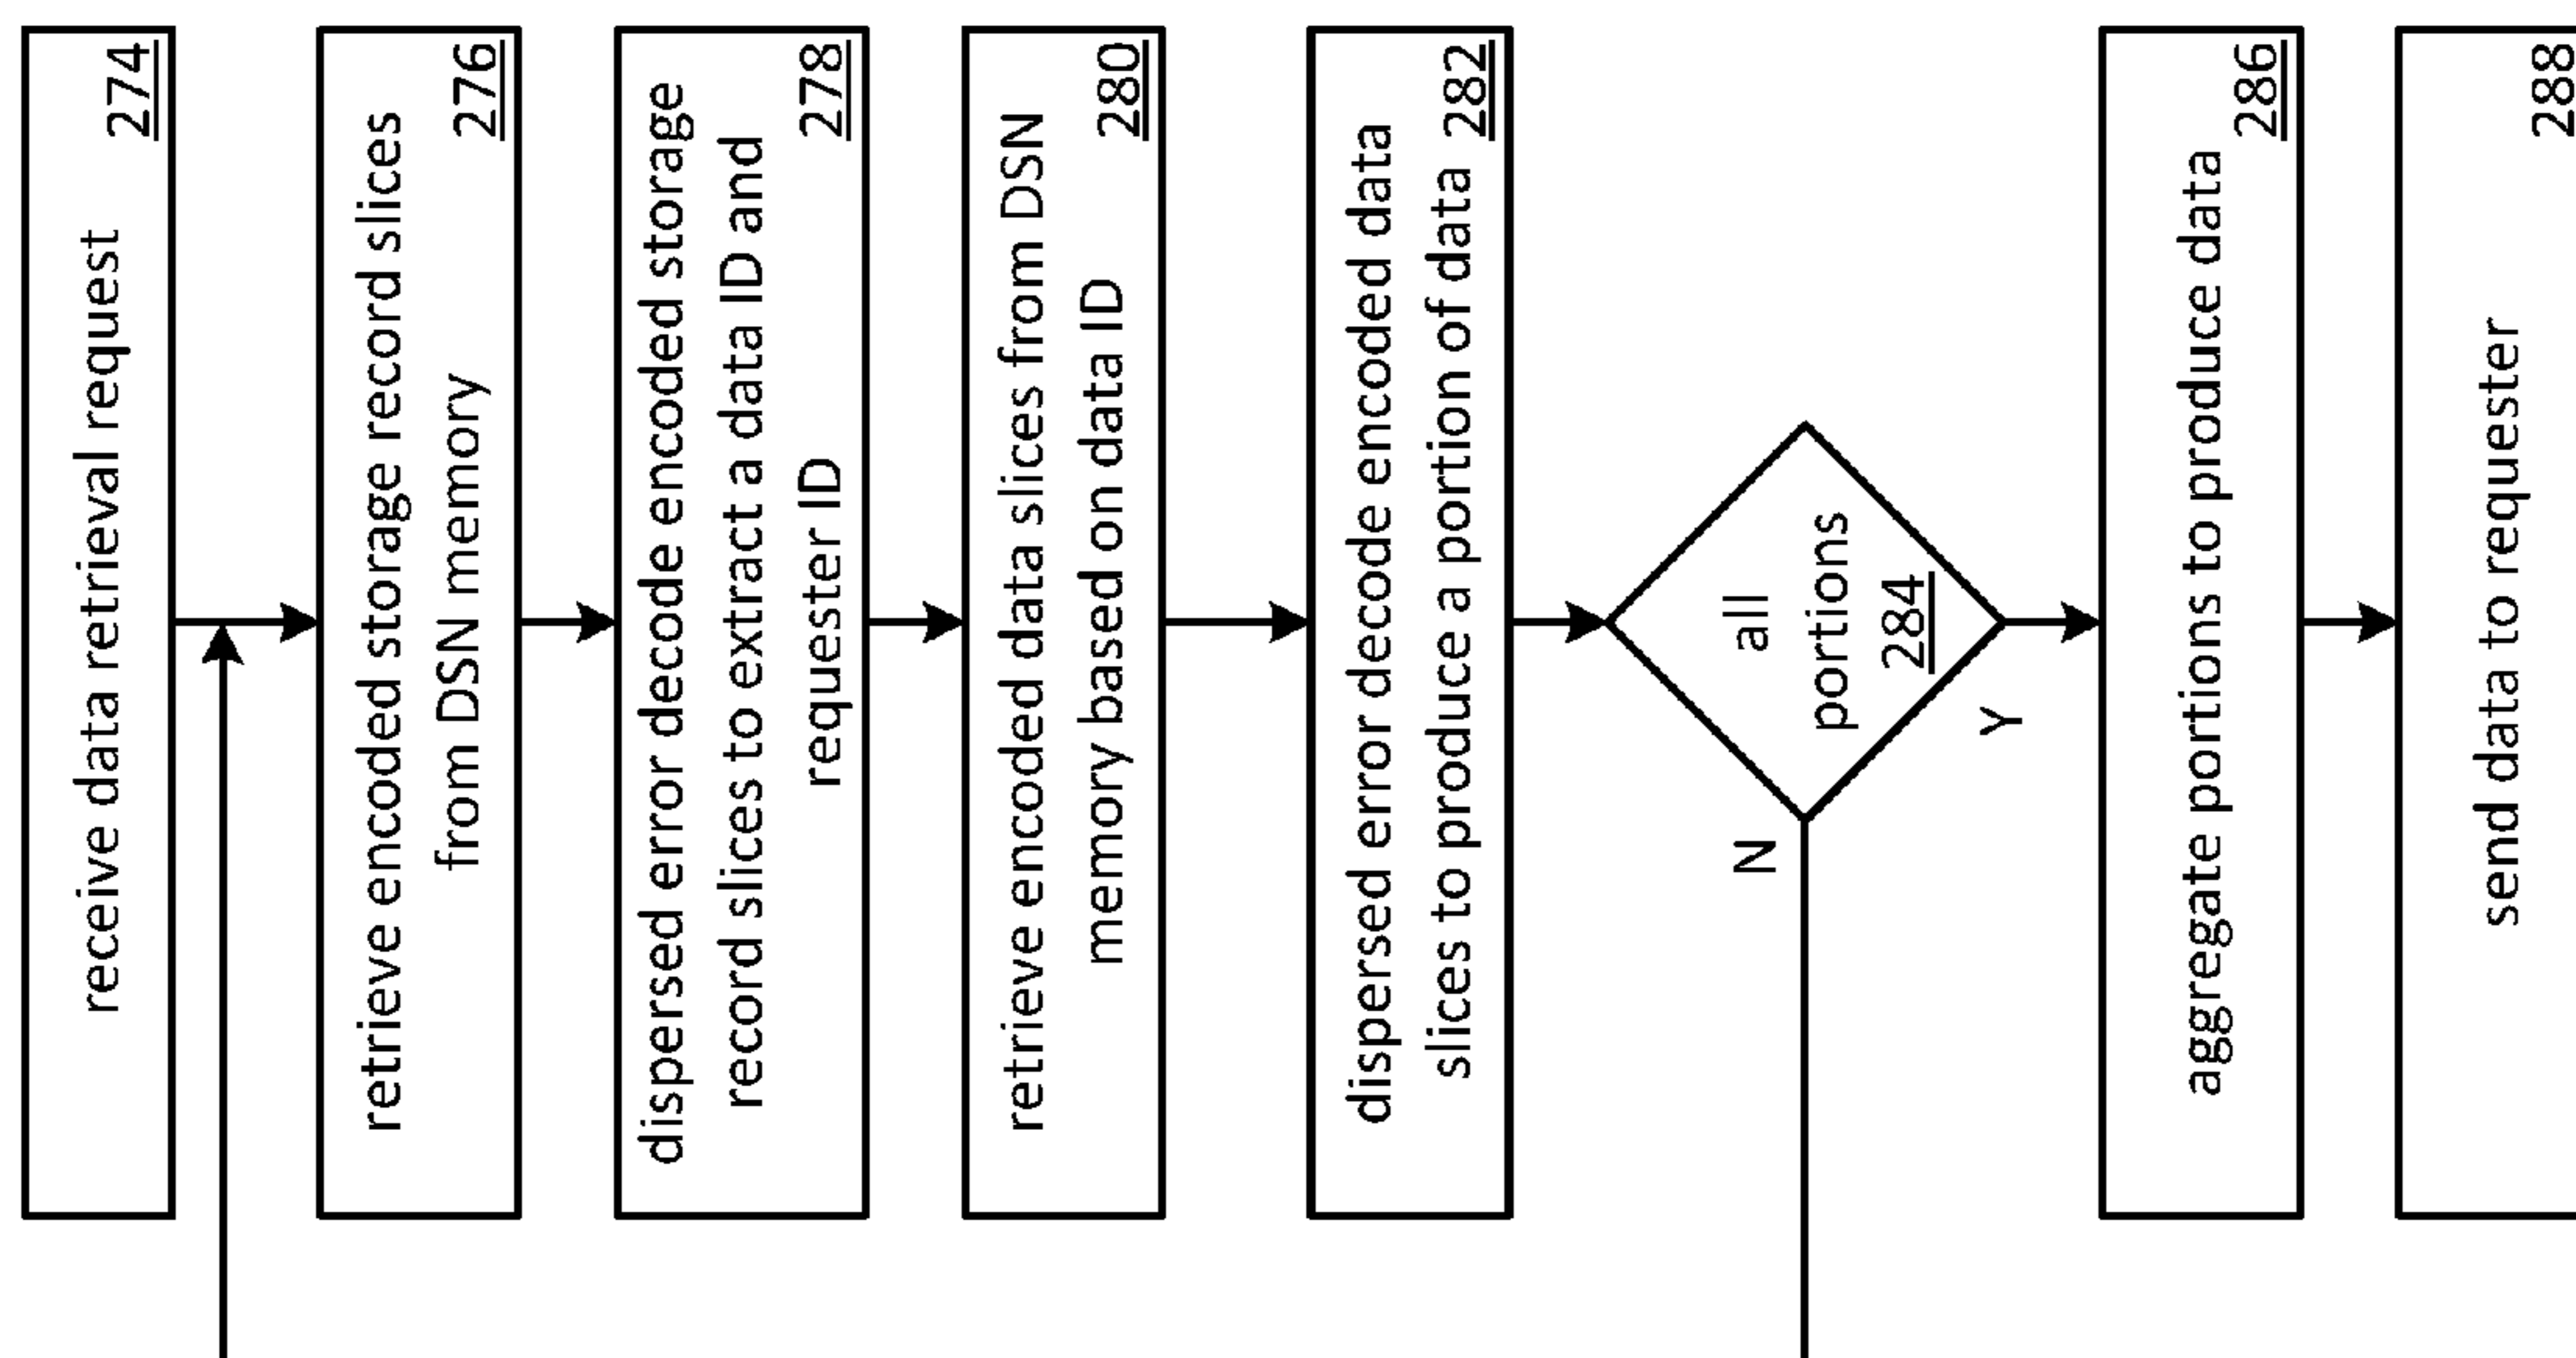 receive data retrieval request
274
retrieve encoded storage record slices
from DSN memory
276
dispersed error decode encoded storage
record slices to extract a data ID and
requester ID
278
retrieve encoded data slices from DSN
memory based on data ID
280
dispersed error decode encoded data
slices to produce a portion of data
282
all
portions
284
N
Y
aggregate portions to produce data
286
send data to requester
288